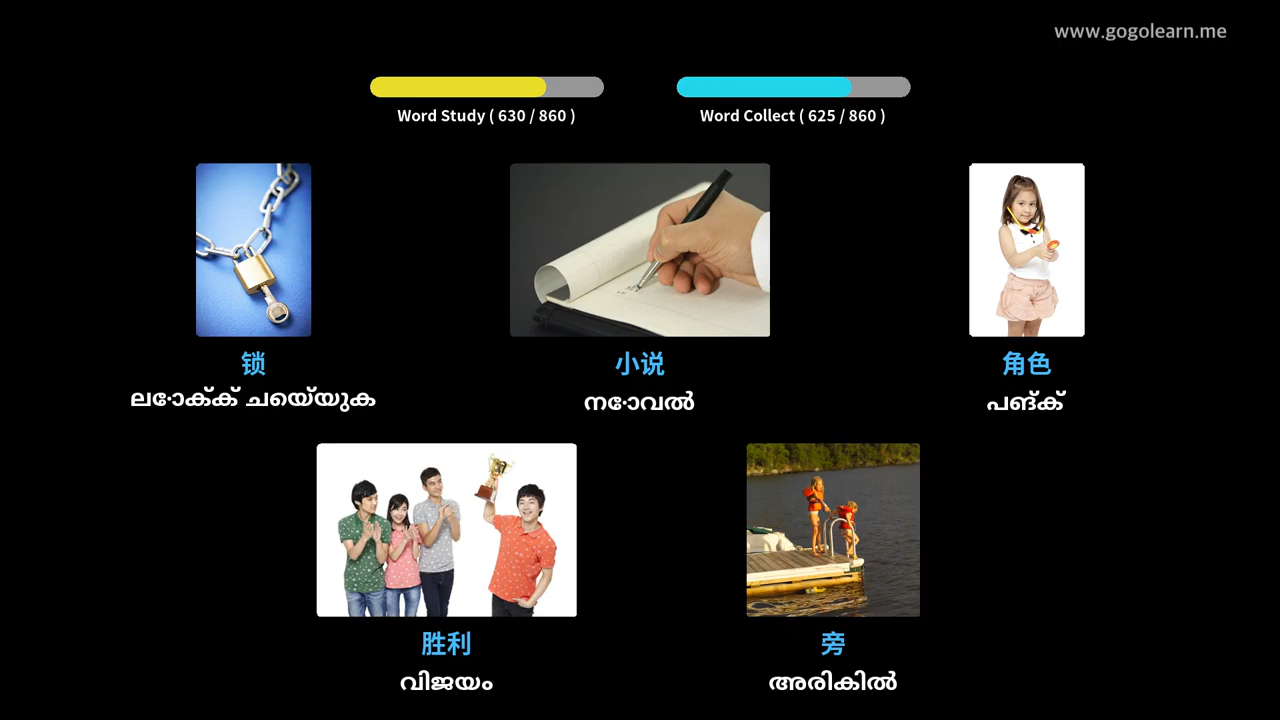 www.gogolearn.me
Word Study ( 630 / 860 )
Word Collect ( 625 / 860 )
锁
ലോക്ക് ചയ്യെുക
小说
നോവൽ
角色
പങ്ക്
胜利
വിജയം
旁
അരികിൽ